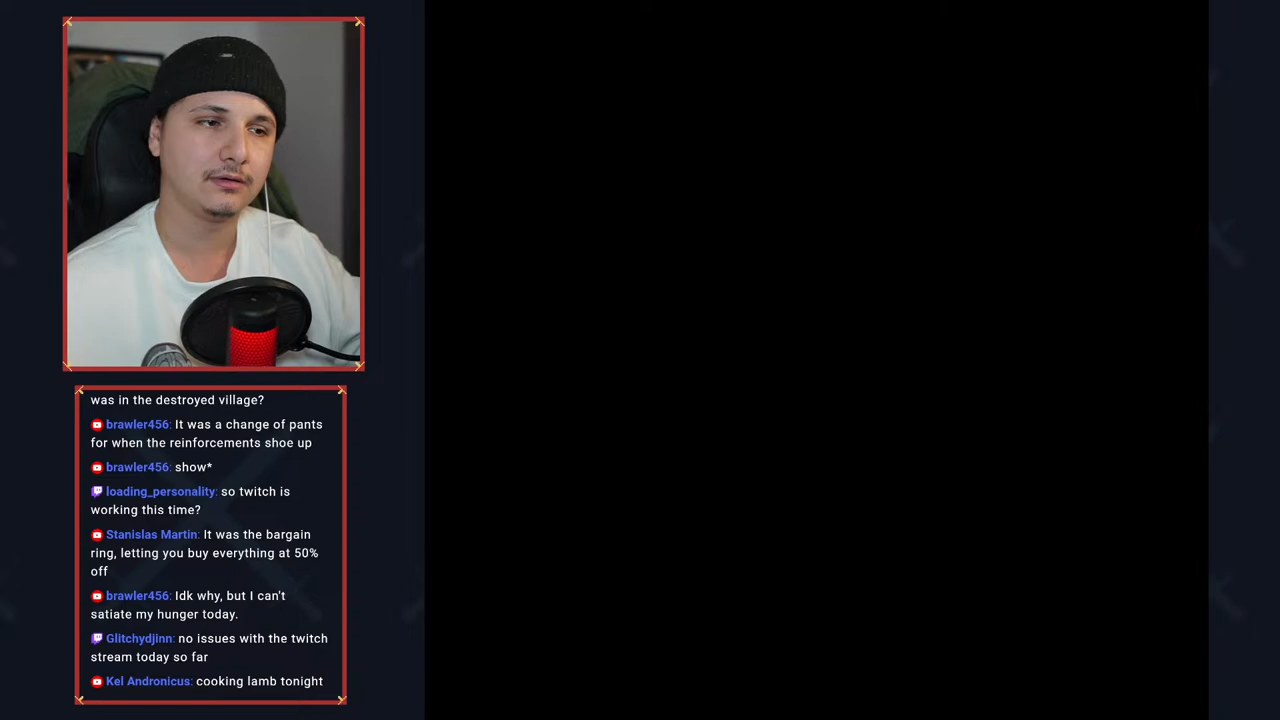 was in the destroyed village?
brawler456: It was a change of pants
for when the reinforcements shoe up
brawler456: show*
loading_personality: so twitch is
working this time?
Stanislas Martin: It was the bargain
ring, letting you buy everything at 50%
off
brawler456: Idk why, but I can't
satiate my hunger today.
Glitchydjinn: no issues with the twitch
stream today so far
Kel Andronicus: cooking lamb tonight